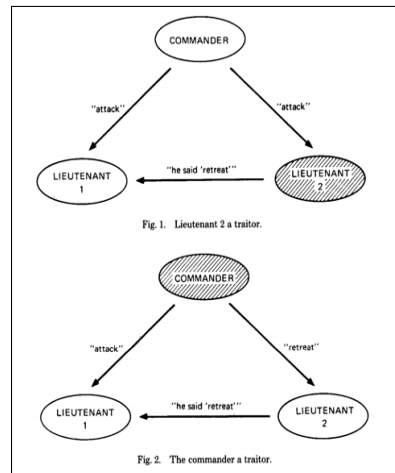 COMMANDER
"attack"
"attack"
"he said 'retreat'"
LIEUTENANT
1
LIEUTENANT
2
Fig. 1. Lieutenant 2 a traitor.
COMMANDER
"attack"
"retreat"
"he said 'retreat'"
LIEUTENANT
1
LIEUTENANT
2
Fig. 2. The commander a traitor.